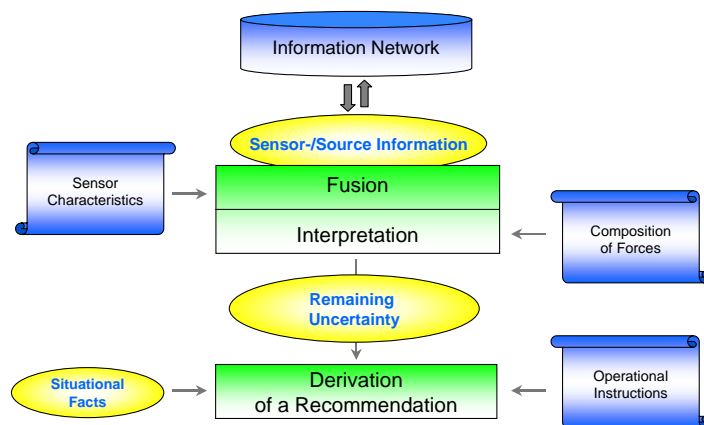 Information Network
Sensor-/Source Information
Sensor
Characteristics
Fusion
Interpretation
Composition
of Forces
Remaining
Uncertainty
Situational
Facts
Derivation
of a Recommendation
Operational
Instructions